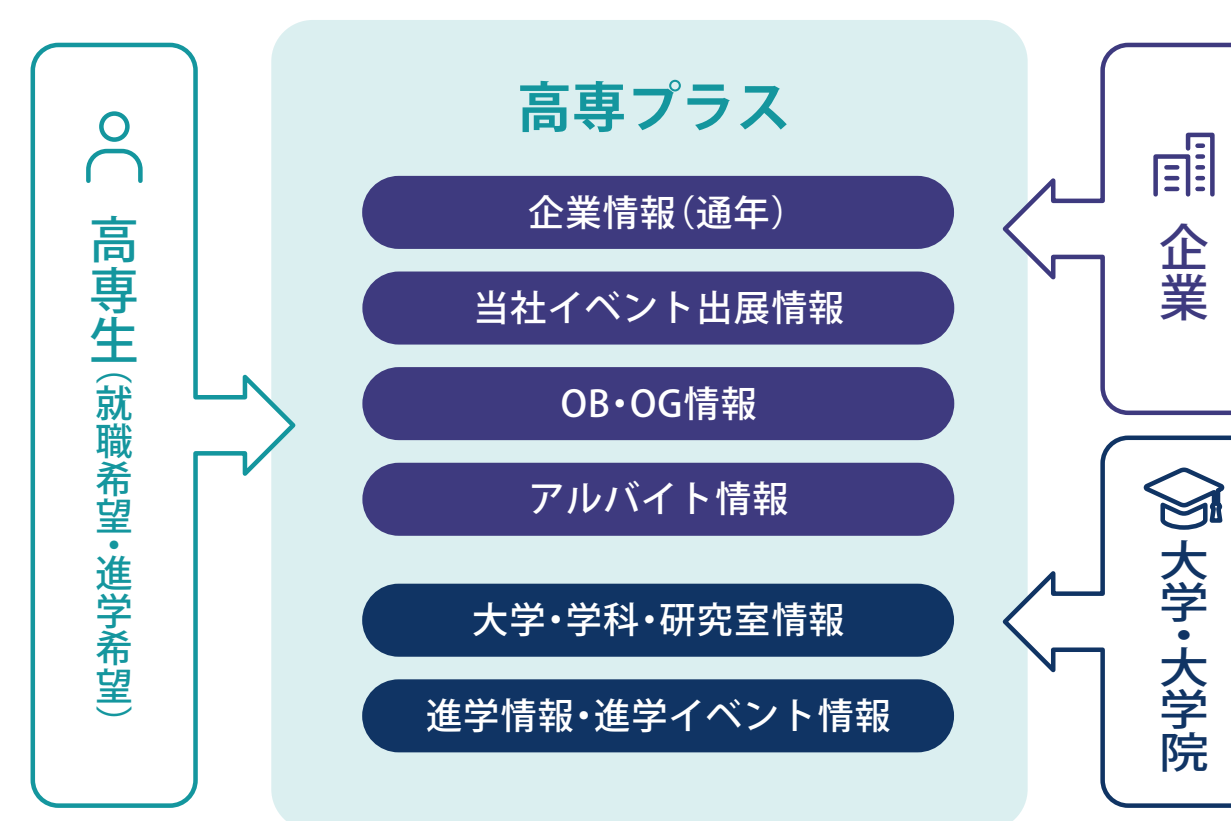 高専生(就職希望・進学希望)
高専プラス
企業情報(通年)
当社イベント出展情報
OB・OG情報
アルバイト情報
大学・学科・研究室情報
進学情報・進学イベント情報
企業
大学・大学院